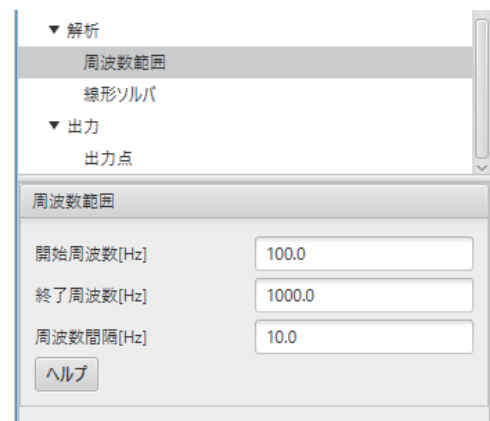 ▼ 解析
周波数範囲
線形ソルバ
▼ 出力
出力点
周波数範囲
開始周波数[Hz] 100.0
終了周波数[Hz] 1000.0
周波数間隔[Hz] 10.0
ヘルプ